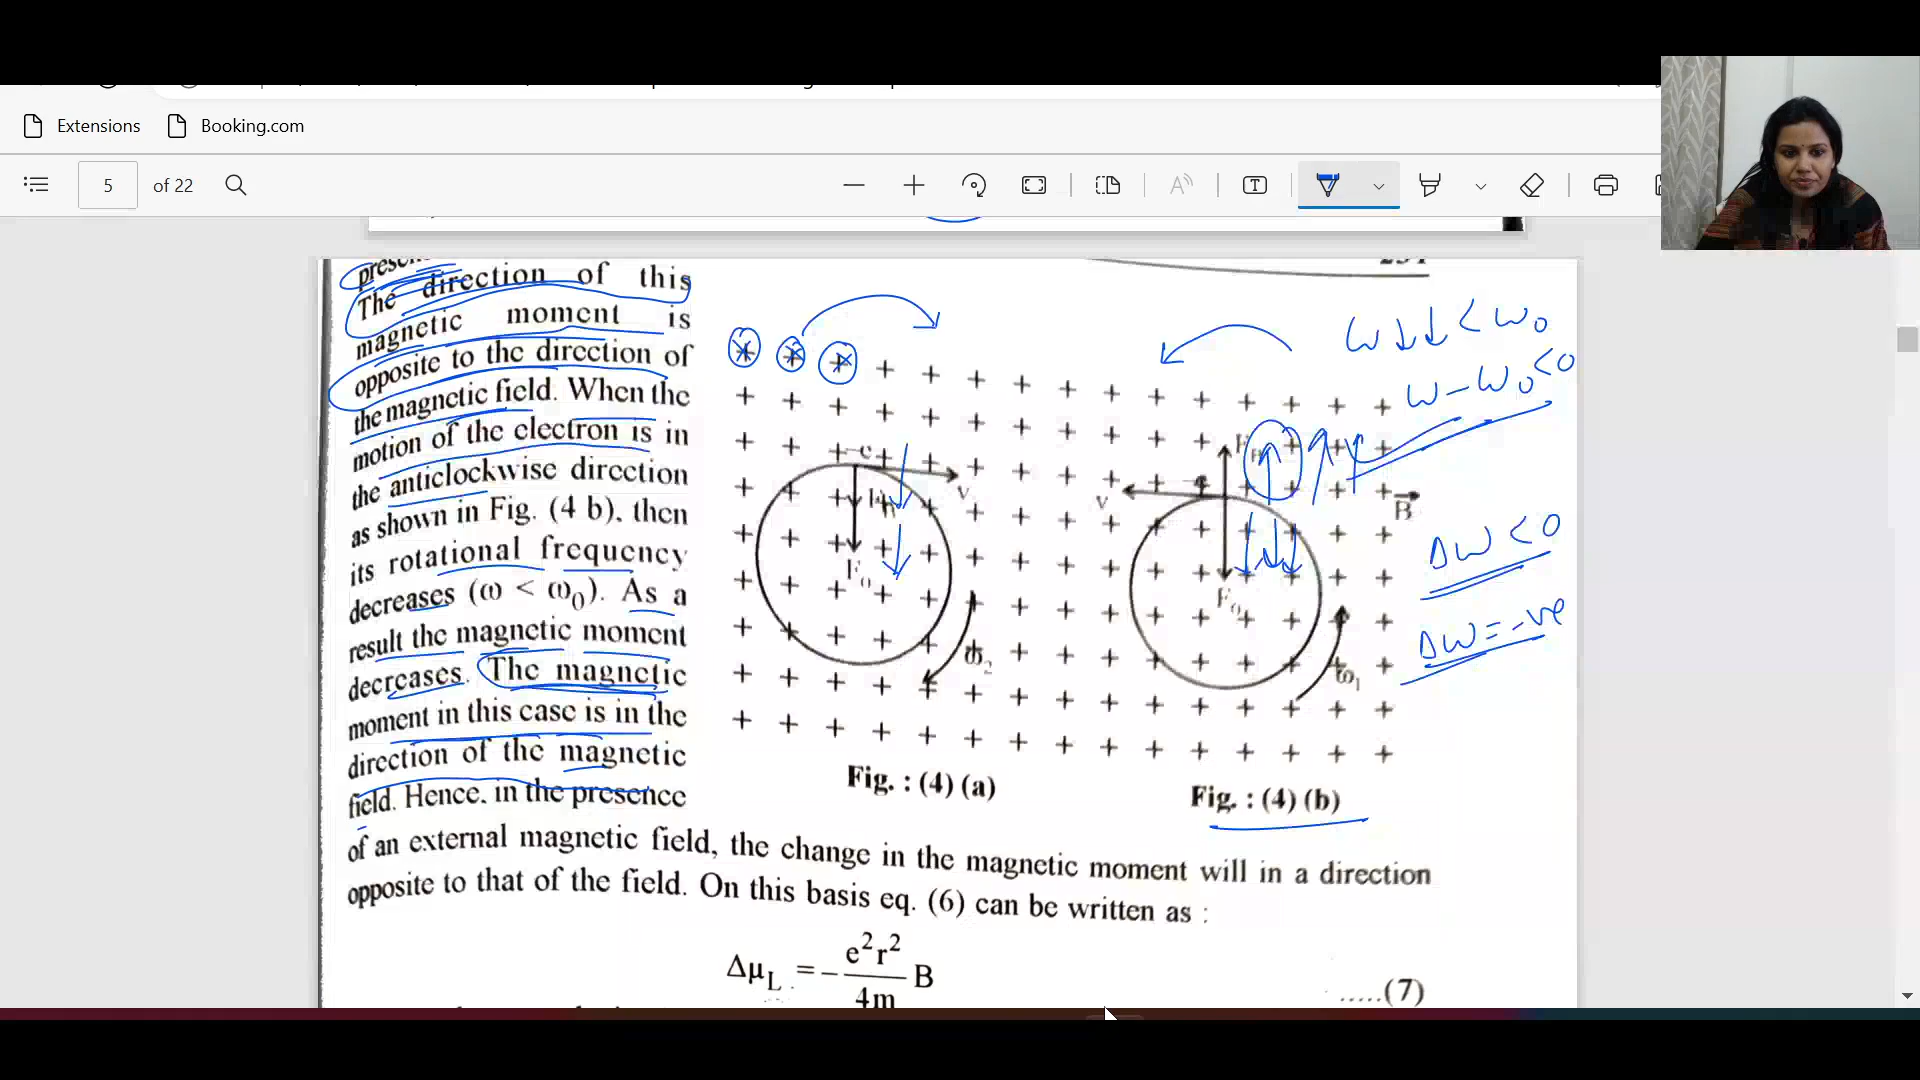 Extensions
Booking.com
5
of 22
The direction of this
magnetic moment is
opposite to the direction of
the magnetic field. When the
motion of the electron is in
the anticlockwise direction
as shown in Fig. (4 b), then
its rotational frequency
decreases (ω < ω₀). As a
result the magnetic moment
decreases. The magnetic
moment in this case is in the
direction of the magnetic
field. Hence, in the presence
of an external magnetic field, the change in the magnetic moment will in a direction
opposite to that of the field. On this basis eq. (6) can be written as :
Δμ_L = - e²r²/4m B .....(7)
-e
v
F₀
ω₂
Fig. : (4) (a)
v
B⃗
F₀
ω₁
Fig. : (4) (b)
ω↓↓ < ω₀
ω - ω₀ < 0
Δω < 0
Δω = -ve